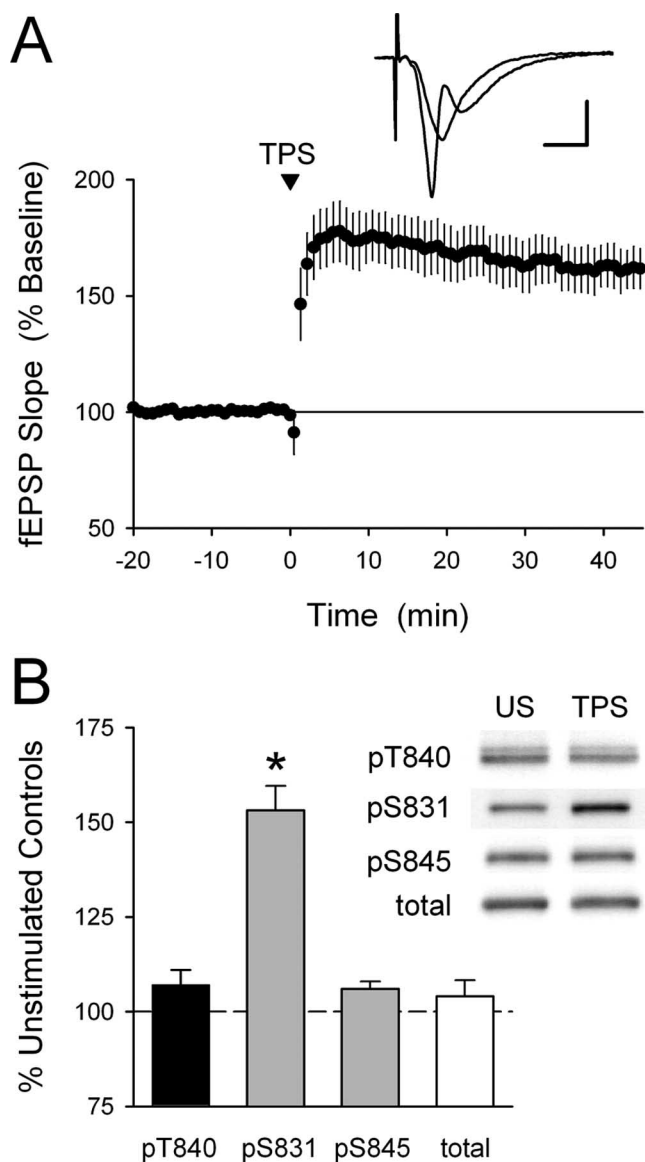 A
TPS
200
150
100
50
fEPSP Slope (% Baseline)
-20 -10 0 10 20 30 40
Time (min)
B
175
150
125
100
75
% Unstimulated Controls
*
US TPS
pT840
pS831
pS845
total
pT840 pS831 pS845 total